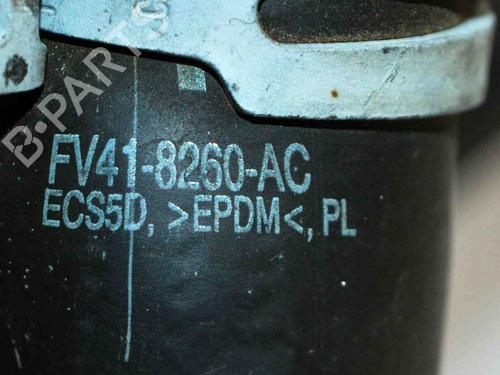 B-PARTS
FV41-8260-AC
ECS5D, >EPDM<, PL